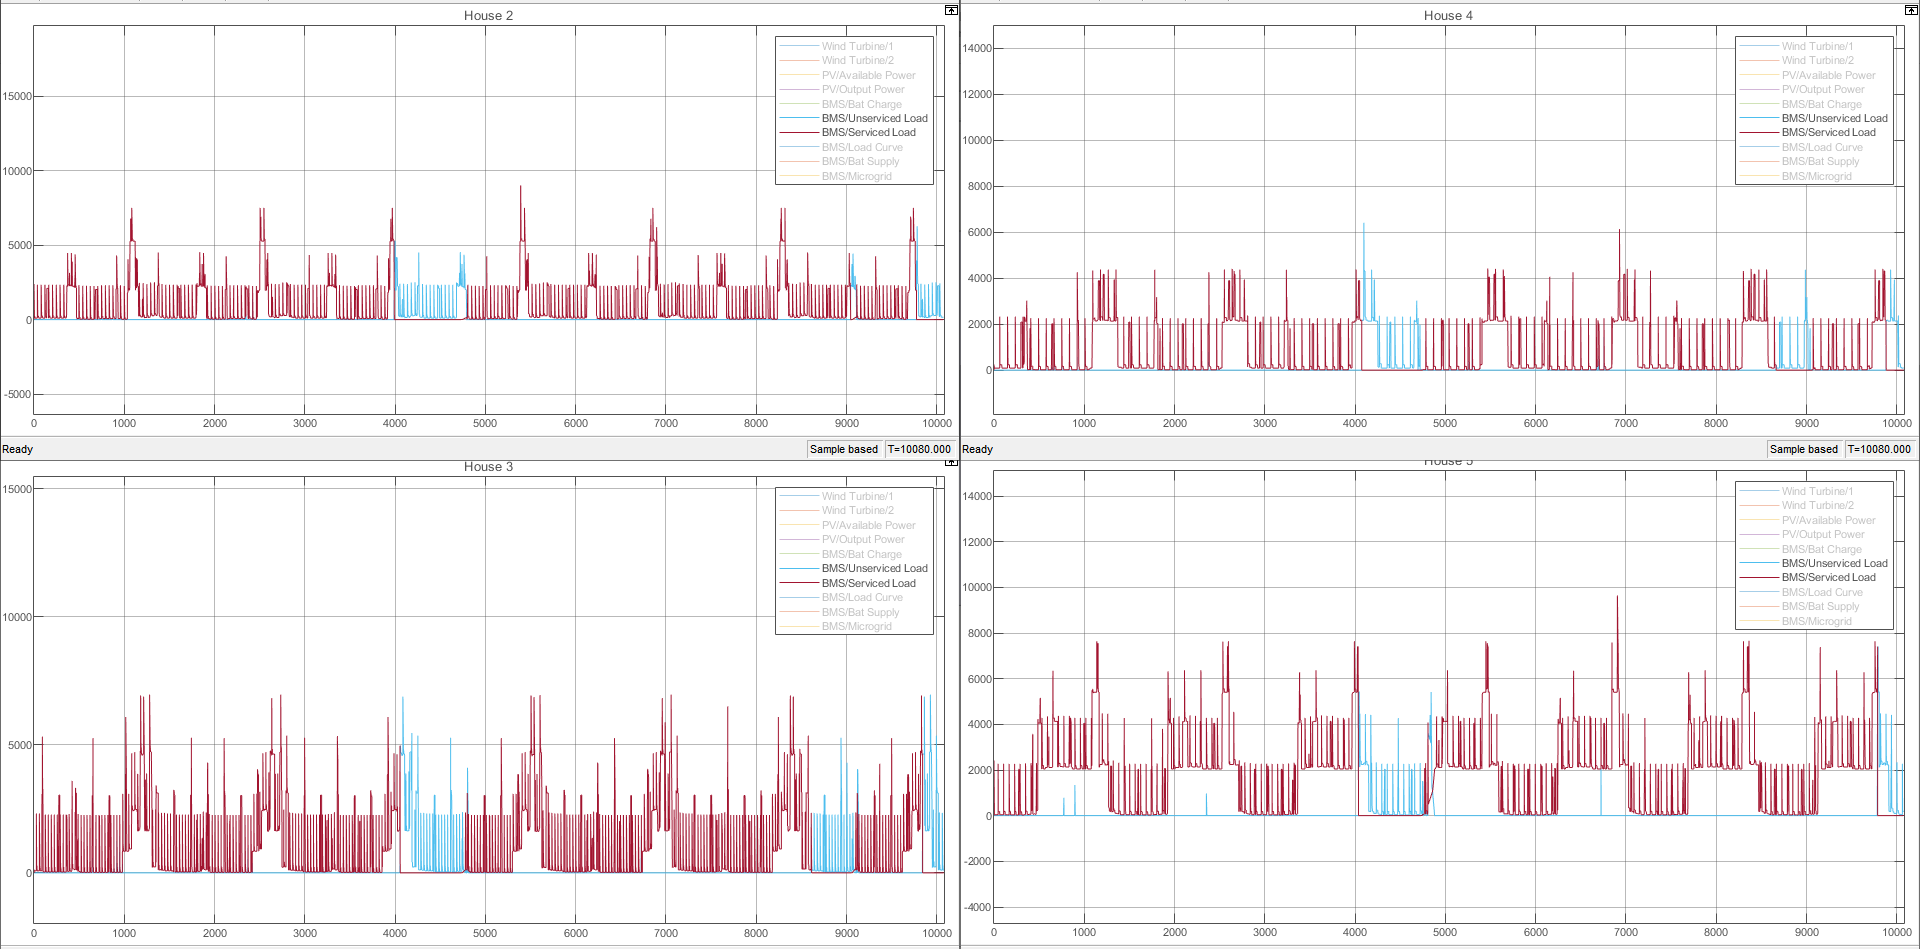 House 2
15000
10000
5000
0
-5000
0 1000 2000 3000 4000 5000 6000 7000 8000 9000 10000
Wind Turbine/1
Wind Turbine/2
PV/Available Power
PV/Output Power
BMS/Bat Charge
BMS/Unserviced Load
BMS/Serviced Load
BMS/Load Curve
BMS/Bat Supply
BMS/Microgrid
Ready Sample based T=10080.000
House 4
14000
12000
10000
8000
6000
4000
2000
0
0 1000 2000 3000 4000 5000 6000 7000 8000 9000 10000
Wind Turbine/1
Wind Turbine/2
PV/Available Power
PV/Output Power
BMS/Bat Charge
BMS/Unserviced Load
BMS/Serviced Load
BMS/Load Curve
BMS/Bat Supply
BMS/Microgrid
Ready Sample based T=10080.000
House 3
15000
10000
5000
0
0 1000 2000 3000 4000 5000 6000 7000 8000 9000 10000
Wind Turbine/1
Wind Turbine/2
PV/Available Power
PV/Output Power
BMS/Bat Charge
BMS/Unserviced Load
BMS/Serviced Load
BMS/Load Curve
BMS/Bat Supply
BMS/Microgrid
House 5
14000
12000
10000
8000
6000
4000
2000
0
-2000
-4000
0 1000 2000 3000 4000 5000 6000 7000 8000 9000 10000
Wind Turbine/1
Wind Turbine/2
PV/Available Power
PV/Output Power
BMS/Bat Charge
BMS/Unserviced Load
BMS/Serviced Load
BMS/Load Curve
BMS/Bat Supply
BMS/Microgrid